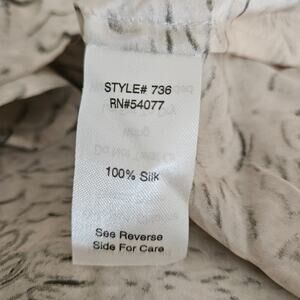 STYLE# 736
RN#54077
100% Silk
See Reverse
Side For Care